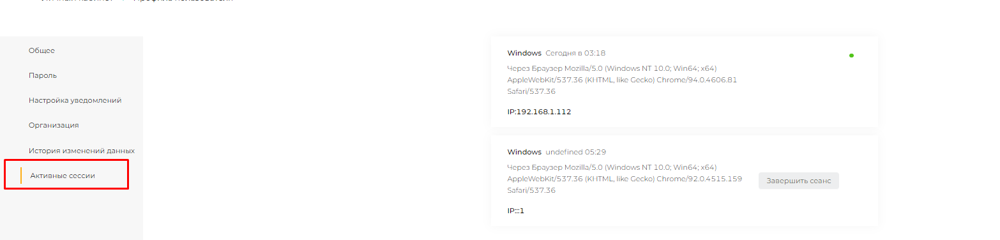 Общее
Пароль
Настройка уведомлений
Организация
История изменений данных
Активные сессии
Windows Сегодня в 03:18
Через Браузер Mozilla/5.0 (Windows NT 10.0; Win64; x64)
AppleWebKit/537.36 (KHTML, like Gecko) Chrome/94.0.4606.81
Safari/537.36
IP:192.168.1.112
Windows undefined 05:29
Через Браузер Mozilla/5.0 (Windows NT 10.0; Win64; x64)
AppleWebKit/537.36 (KHTML, like Gecko) Chrome/92.0.4515.159
Safari/537.36
Завершить сеанс
IP:::1